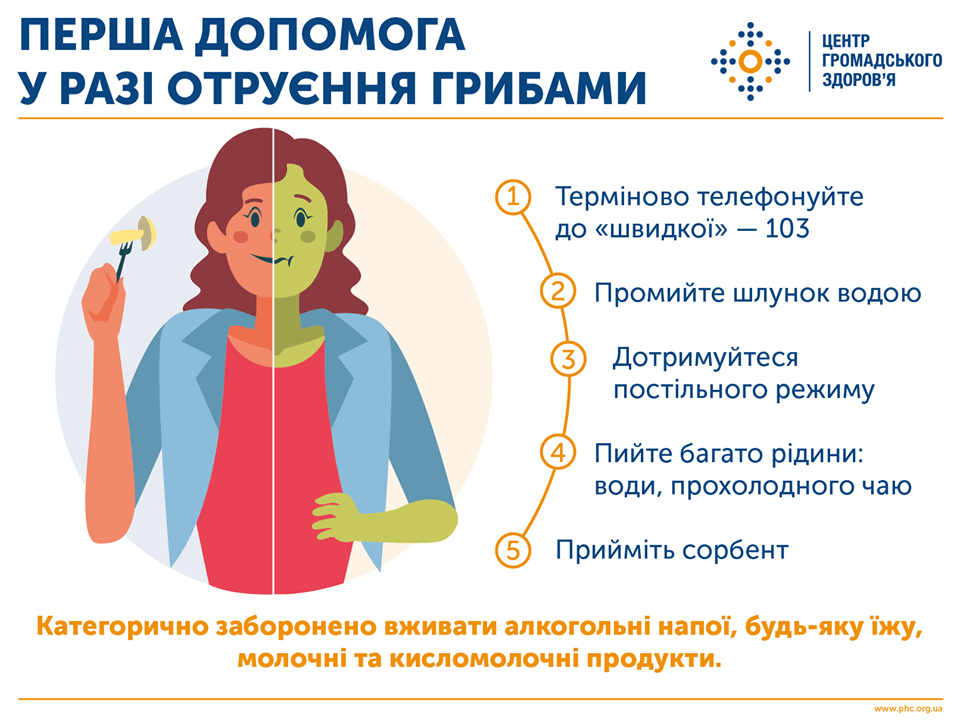 ПЕРША ДОПОМОГА
У РАЗІ ОТРУЄННЯ ГРИБАМИ
ЦЕНТР
ГРОМАДСЬКОГО
ЗДОРОВ'Я
1 Терміново телефонуйте
до «швидкої» — 103
2 Промийте шлунок водою
3 Дотримуйтеся
постільного режиму
4 Пийте багато рідини:
води, прохолодного чаю
5 Прийміть сорбент
Категорично заборонено вживати алкогольні напої, будь-яку їжу,
молочні та кисломолочні продукти.
www.phc.org.ua